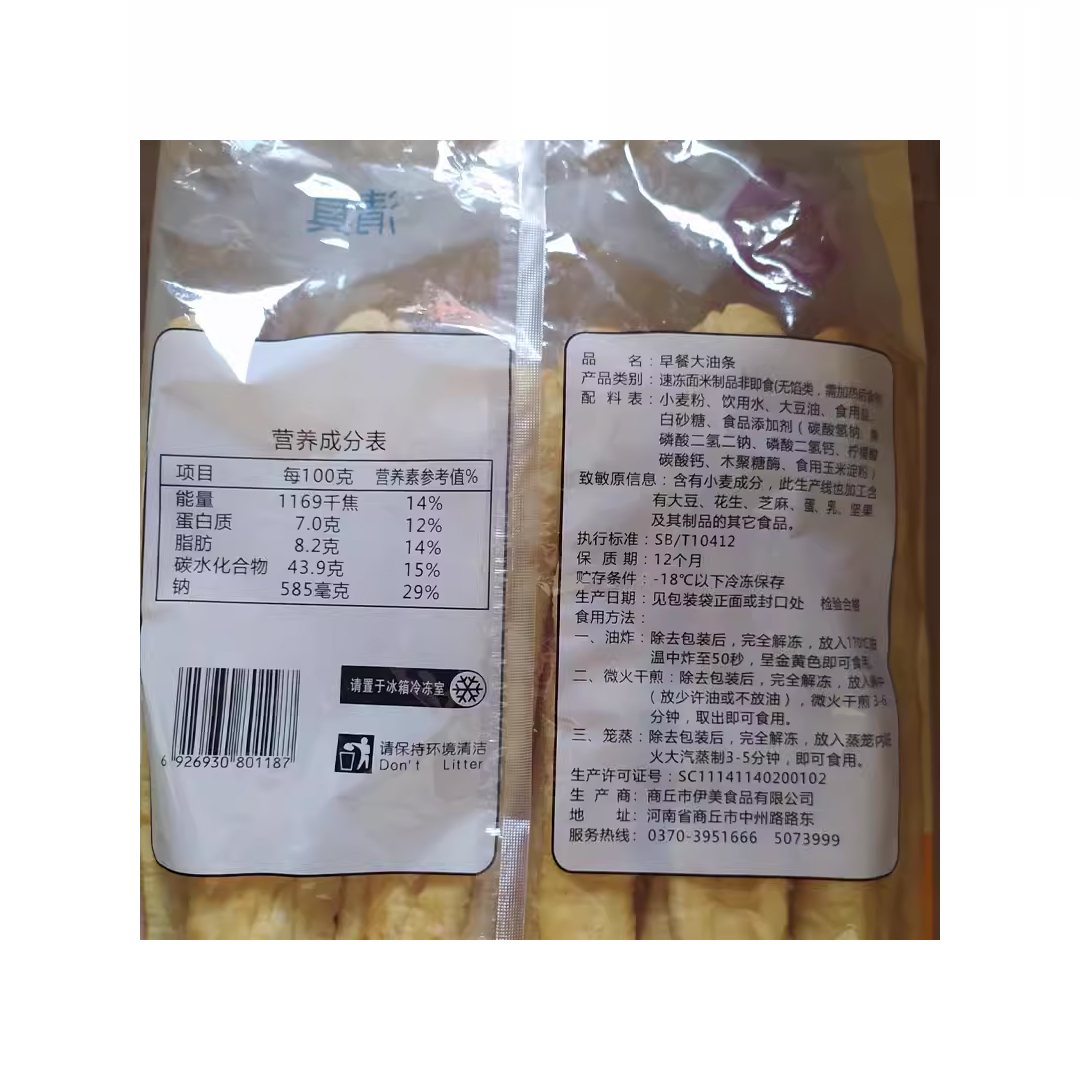 清真
营养成分表
项目 每100克 营养素参考值%
能量 1169千焦 14%
蛋白质 7.0克 12%
脂肪 8.2克 14%
碳水化合物 43.9克 15%
钠 585毫克 29%
请置于冰箱冷冻室
请保持环境清洁
Don't Litter
6 926930 801187
品 名：早餐大油条
产品类别：速冻面米制品非即食(无馅类，需加热后食用)
配 料 表：小麦粉、饮用水、大豆油、食用盐、
白砂糖、食品添加剂（碳酸氢钠、
磷酸二氢二钠、磷酸二氢钙、柠檬酸
碳酸钙、木聚糖酶、食用玉米淀粉）
致敏原信息：含有小麦成分，此生产线也加工含
有大豆、花生、芝麻、蛋、乳、坚果
及其制品的其它食品。
执行标准：SB/T10412
保 质 期：12个月
贮存条件：-18℃以下冷冻保存
生产日期：见包装袋正面或封口处 检验合格
食用方法：
一、油炸：除去包装后，完全解冻，放入170℃油
温中炸至50秒，呈金黄色即可食用。
二、微火干煎：除去包装后，完全解冻，放入
（放少许油或不放油），微火干煎3-6
分钟，取出即可食用。
三、笼蒸：除去包装后，完全解冻，放入蒸笼内
火大汽蒸制3-5分钟，即可食用。
生产许可证号：SC11141140200102
生 产 商：商丘市伊美食品有限公司
地 址：河南省商丘市中州路路东
服务热线：0370-3951666 5073999